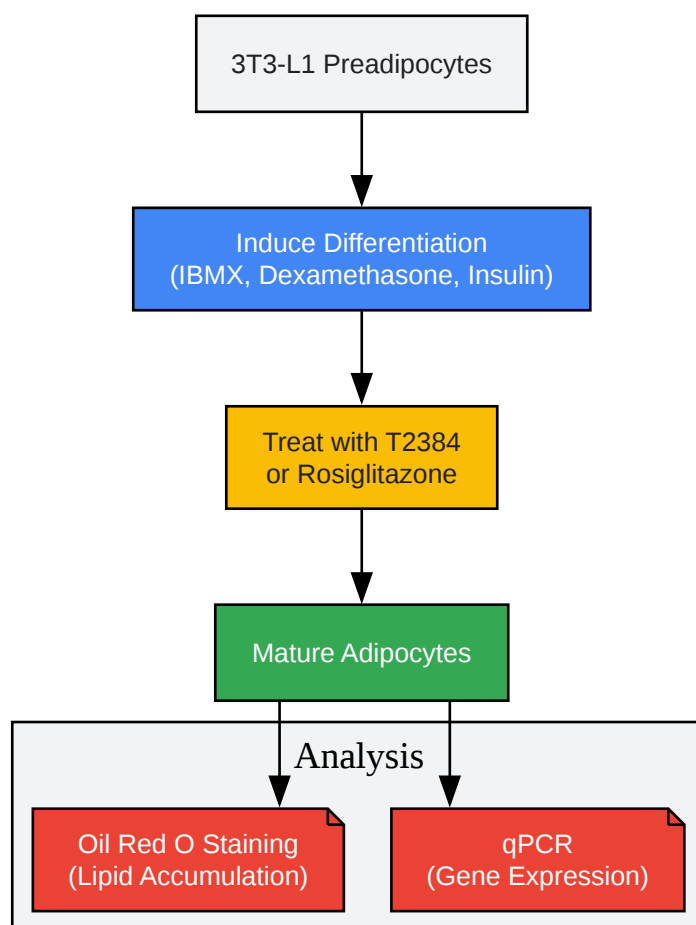 3T3-L1 Preadipocytes
Induce Differentiation
(IBMX, Dexamethasone, Insulin)
Treat with T2384
or Rosiglitazone
Mature Adipocytes
Analysis
Oil Red O Staining
(Lipid Accumulation)
qPCR
(Gene Expression)